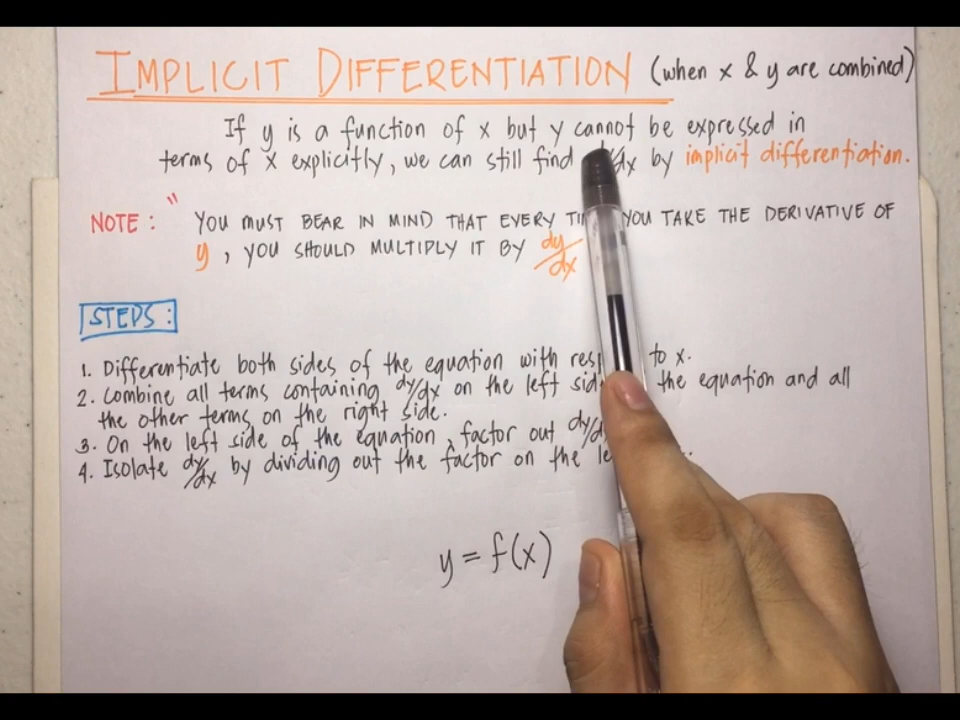 IMPLICIT DIFFERENTIATION (when x & y are combined)
If y is a function of x but y cannot be expressed in
terms of x explicitly, we can still find /dx by implicit differentiation.
NOTE: " YOU MUST BEAR IN MIND THAT EVERY YOU TAKE THE DERIVATIVE OF
y, YOU SHOULD MULTIPLY IT BY dy/dx
STEPS:
1. Differentiate both sides of the equation with to x.
2. Combine all terms containing dy/dx on the left the equation and all
the other terms on the right side.
3. On the left side of the equation, factor out dy/d
4. Isolate dy/dx by dividing out the factor on the
y = f(x)